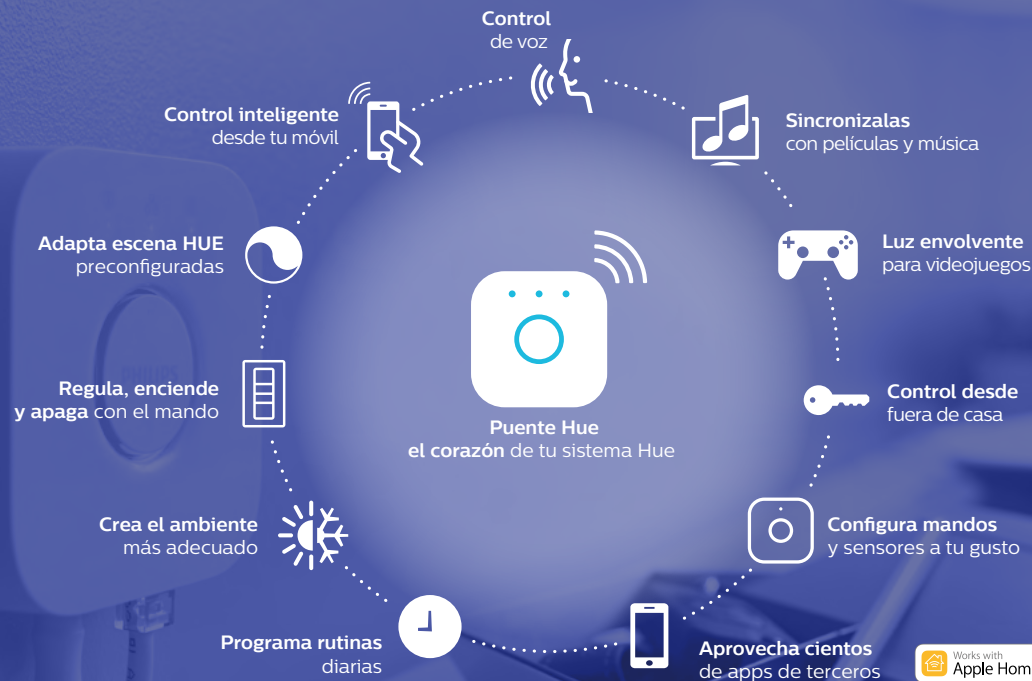 Control
de voz
Control inteligente
desde tu móvil
Sincronizalas
con películas y música
Adapta escena HUE
preconfiguradas
Luz envolvente
para videojuegos
Regula, enciende
y apaga con el mando
Puente Hue
el corazón de tu sistema Hue
Control desde
fuera de casa
Crea el ambiente
más adecuado
Configura mandos
y sensores a tu gusto
Programa rutinas
diarias
Aprovecha cientos
de apps de terceros
Works with
Apple Hom
PHILIPS